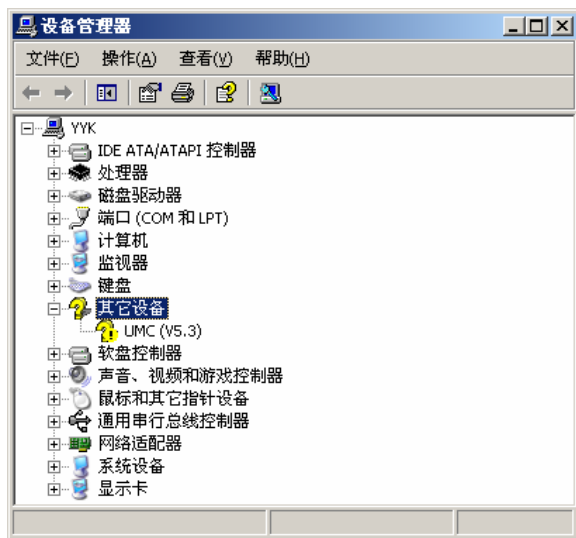 设备管理器
文件(F) 操作(A) 查看(V) 帮助(H)
YYK
IDE ATA/ATAPI 控制器
处理器
磁盘驱动器
端口 (COM 和 LPT)
计算机
监视器
键盘
其它设备
UMC (V5.3)
软盘控制器
声音、视频和游戏控制器
鼠标和其它指针设备
通用串行总线控制器
网络适配器
系统设备
显示卡